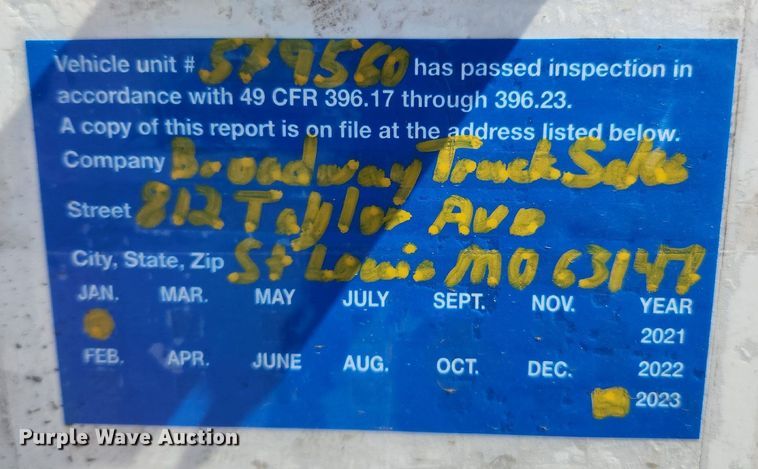 Vehicle unit # 579560 has passed inspection in
accordance with 49 CFR 396.17 through 396.23.
A copy of this report is on file at the address listed below.
Company Broadway Truck Sales
Street 812 Taylor Ave
City, State, Zip St Louis MO 63147
JAN. MAR. MAY JULY SEPT. NOV. YEAR
2021
FEB. APR. JUNE AUG. OCT. DEC. 2022
2023
Purple Wave Auction